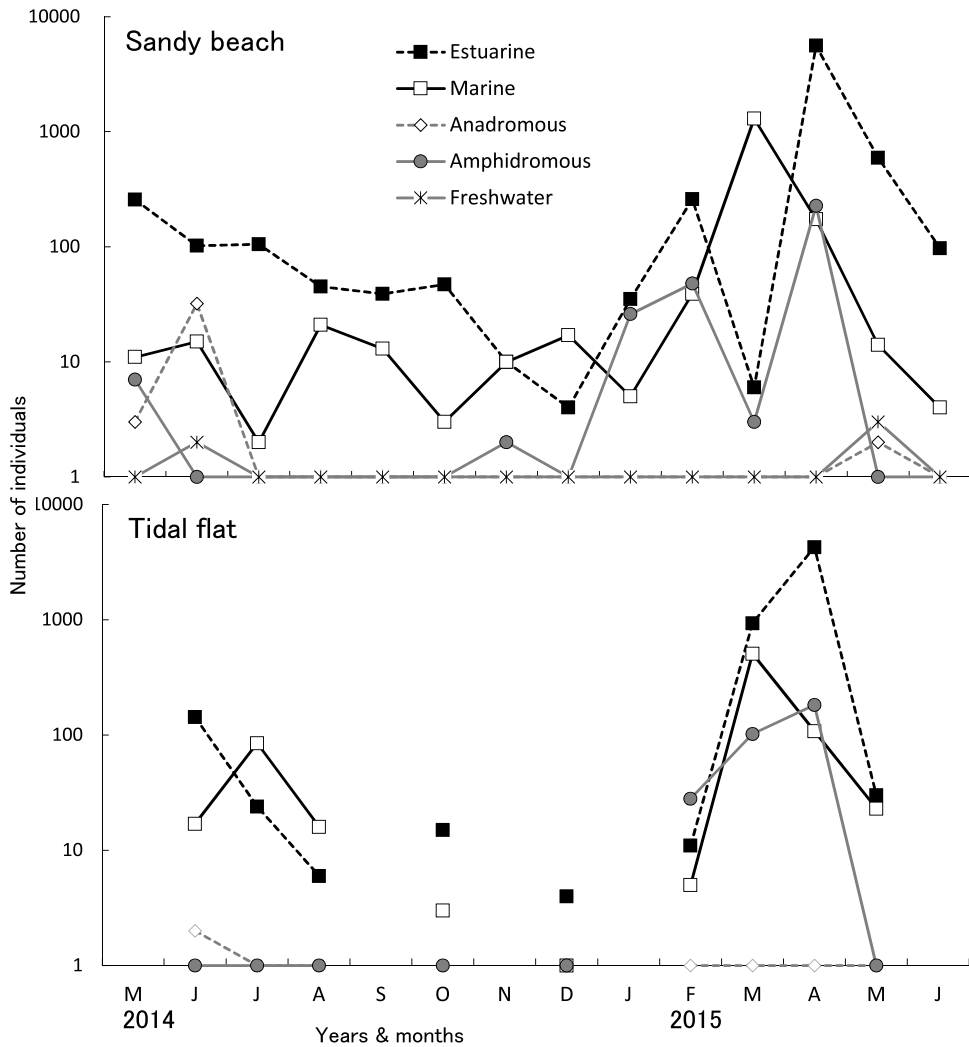 10000
Sandy beach
Estuarine
Marine
Anadromous
Amphidromous
Freshwater
1000
100
10
1
Number of individuals
10000
Tidal flat
1000
100
10
1
M J J A S O N D J F M A M J
2014 2015
Years & months